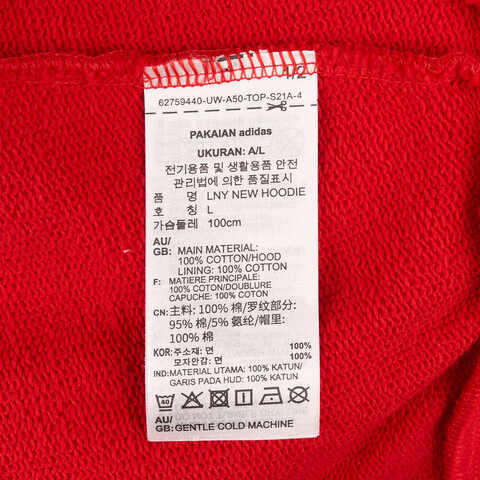 1/2
62759440-UW-A50-TOP-S21A-4
PAKAIAN adidas
UKURAN: A/L
전기용품 및 생활용품 안전
관리법에 의한 품질표시
품 명 LNY NEW HOODIE
호 칭 L
가슴둘레 100cm
AU/
GB: MAIN MATERIAL:
100% COTTON/HOOD
LINING: 100% COTTON
F: MATIERE PRINCIPALE:
100% COTON/DOUBLURE
CAPUCHE: 100% COTON
CN: 主料: 100% 棉/罗纹部分:
95% 棉/5% 氨纶/帽里:
100% 棉
KOR: 주소재: 면 100%
모자안감: 면 100%
IND: MATERIAL UTAMA: 100% KATUN/
GARIS PADA HUD: 100% KATUN
40
AU/
GB: GENTLE COLD MACHINE